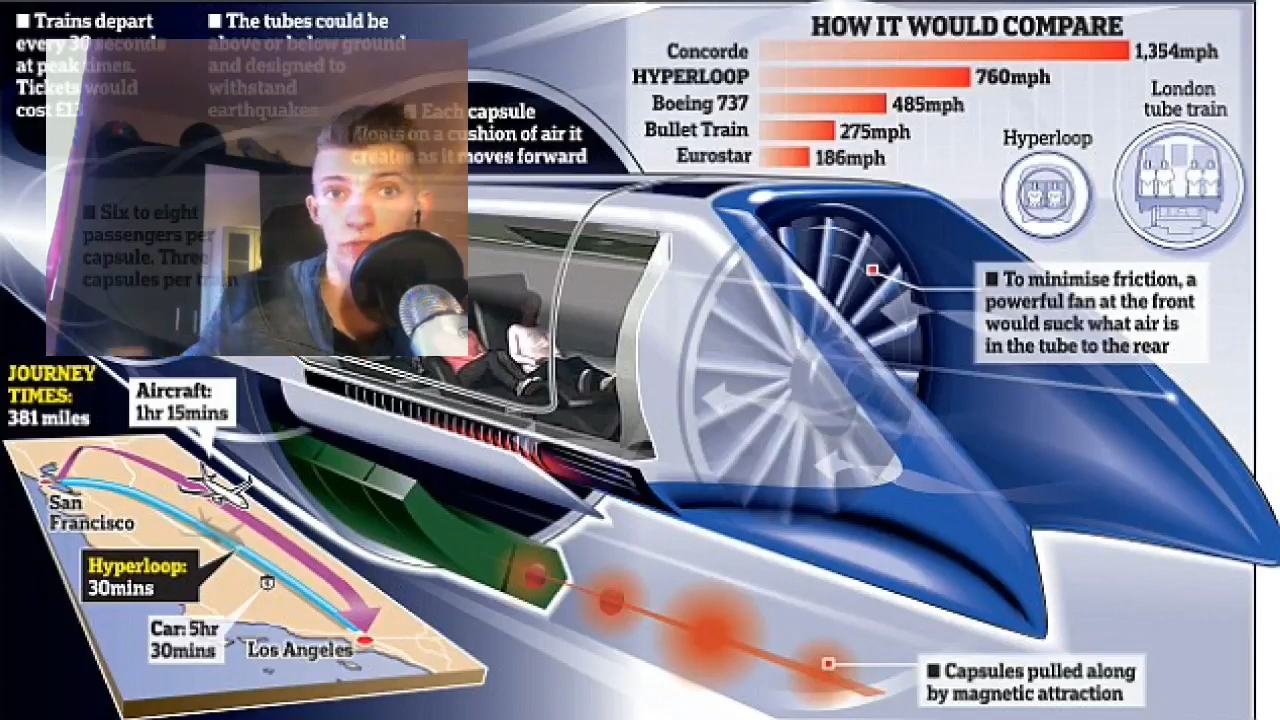 ■ Trains depart
every 30 seconds
at peak times.
Tickets would
cost £13
■ The tubes could be
above or below ground
and designed to
withstand
earthquakes
■ Each capsule
floats on a cushion of air it
creates as it moves forward
■ Six to eight
passengers per
capsule. Three
capsules per train
HOW IT WOULD COMPARE
Concorde 1,354mph
HYPERLOOP 760mph
Boeing 737 485mph
Bullet Train 275mph
Eurostar 186mph
Hyperloop
London
tube train
■ To minimise friction, a
powerful fan at the front
would suck what air is
in the tube to the rear
JOURNEY
TIMES:
381 miles
Aircraft:
1hr 15mins
San
Francisco
Hyperloop:
30mins
Car: 5hr
30mins
Los Angeles
■ Capsules pulled along
by magnetic attraction